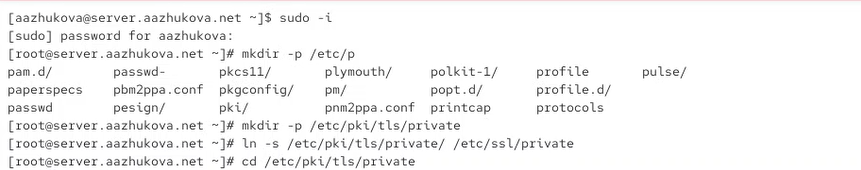 [aazhukova@server.aazhukova.net ~]$ sudo -i
[sudo] password for aazhukova:
[root@server.aazhukova.net ~]# mkdir -p /etc/p
pam.d/ passwd- pkcs11/ plymouth/ polkit-1/ profile pulse/
paperspecs pbm2ppa.conf pkgconfig/ pm/ popt.d/ profile.d/
passwd pesign/ pki/ pnm2ppa.conf printcap protocols
[root@server.aazhukova.net ~]# mkdir -p /etc/pki/tls/private
[root@server.aazhukova.net ~]# ln -s /etc/pki/tls/private/ /etc/ssl/private
[root@server.aazhukova.net ~]# cd /etc/pki/tls/private